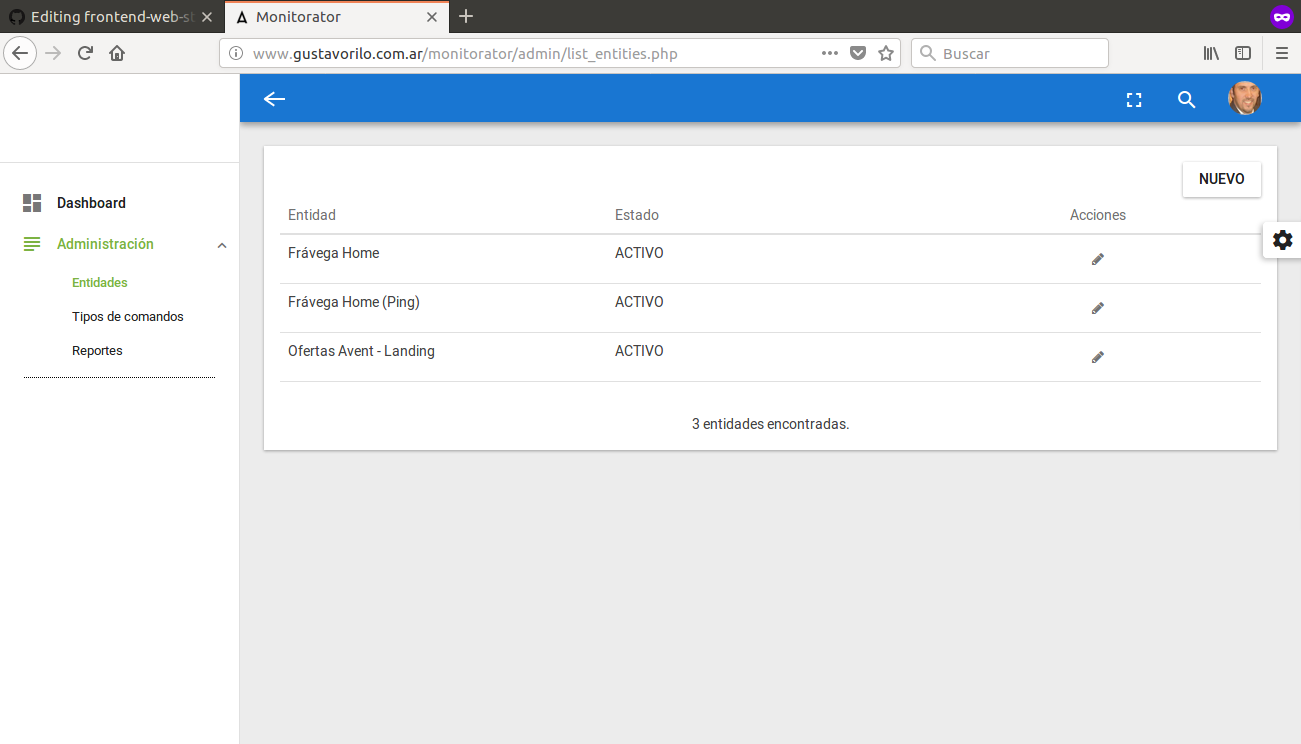 Editing frontend-web-st
Monitorator
www.gustavorilo.com.ar/monitorator/admin/list_entities.php
Buscar
NUEVO
Entidad Estado Acciones
Frávega Home ACTIVO
Frávega Home (Ping) ACTIVO
Ofertas Avent - Landing ACTIVO
3 entidades encontradas.
Dashboard
Administración
Entidades
Tipos de comandos
Reportes